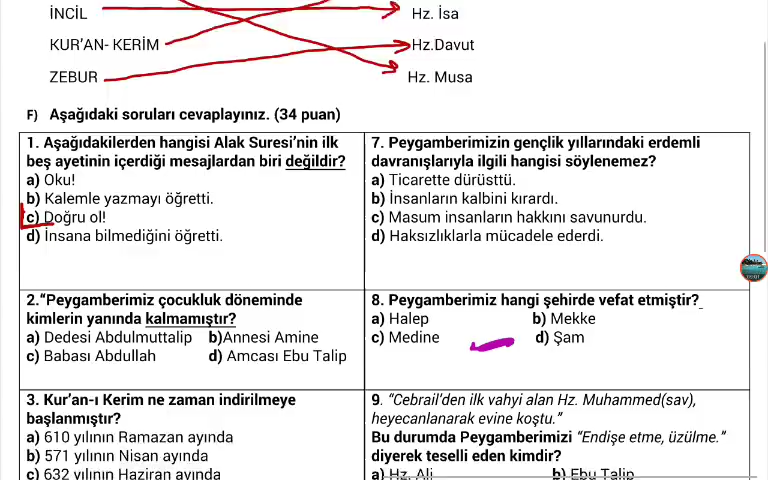 İNCİL Hz. İsa
KUR'AN- KERİM Hz.Davut
ZEBUR Hz. Musa
F) Aşağıdaki soruları cevaplayınız. (34 puan)
1. Aşağıdakilerden hangisi Alak Suresi'nin ilk
beş ayetinin içerdiği mesajlardan biri değildir?
a) Oku!
b) Kalemle yazmayı öğretti.
c) Doğru ol!
d) İnsana bilmediğini öğretti.
7. Peygamberimizin gençlik yıllarındaki erdemli
davranışlarıyla ilgili hangisi söylenemez?
a) Ticarette dürüsttü.
b) İnsanların kalbini kırardı.
c) Masum insanların hakkını savunurdu.
d) Haksızlıklarla mücadele ederdi.
2.“Peygamberimiz çocukluk döneminde
kimlerin yanında kalmamıştır?
a) Dedesi Abdulmuttalip b)Annesi Amine
c) Babası Abdullah d) Amcası Ebu Talip
8. Peygamberimiz hangi şehirde vefat etmiştir?
a) Halep b) Mekke
c) Medine d) Şam
3. Kur'an-ı Kerim ne zaman indirilmeye
başlanmıştır?
a) 610 yılının Ramazan ayında
b) 571 yılının Nisan ayında
c) 632 yılının Haziran ayında
9. “Cebrail'den ilk vahyi alan Hz. Muhammed(sav),
heyecanlanarak evine koştu.”
Bu durumda Peygamberimizi “Endişe etme, üzülme.”
diyerek teselli eden kimdir?
a) Hz. Ali b) Ebu Talip